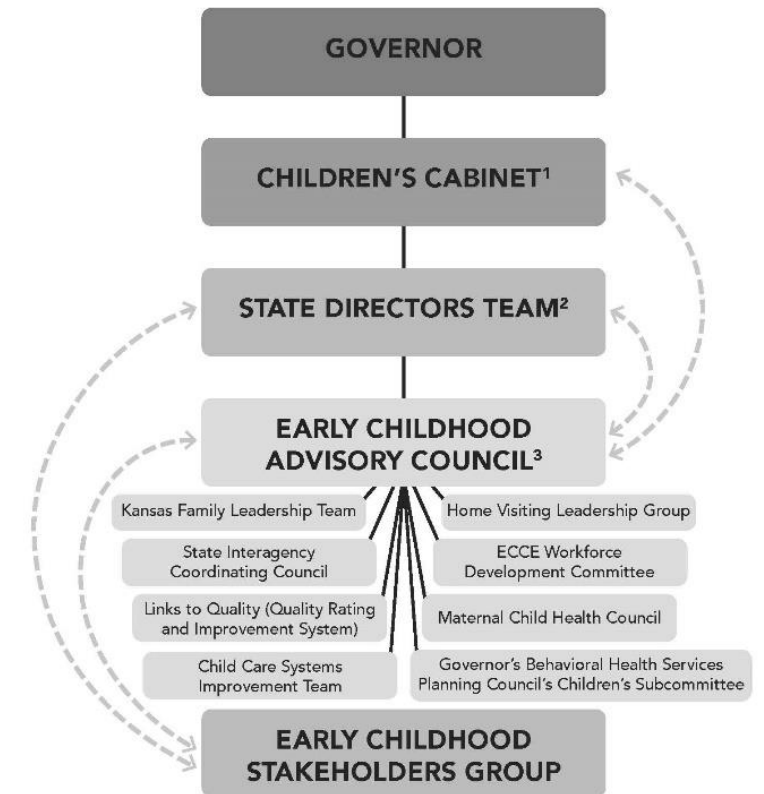 GOVERNOR
CHILDREN'S CABINET¹
STATE DIRECTORS TEAM²
EARLY CHILDHOOD
ADVISORY COUNCIL³
Kansas Family Leadership Team
Home Visiting Leadership Group
State Interagency
Coordinating Council
ECCE Workforce
Development Committee
Links to Quality (Quality Rating
and Improvement System)
Maternal Child Health Council
Child Care Systems
Improvement Team
Governor's Behavioral Health Services
Planning Council's Children's Subcommittee
EARLY CHILDHOOD
STAKEHOLDERS GROUP